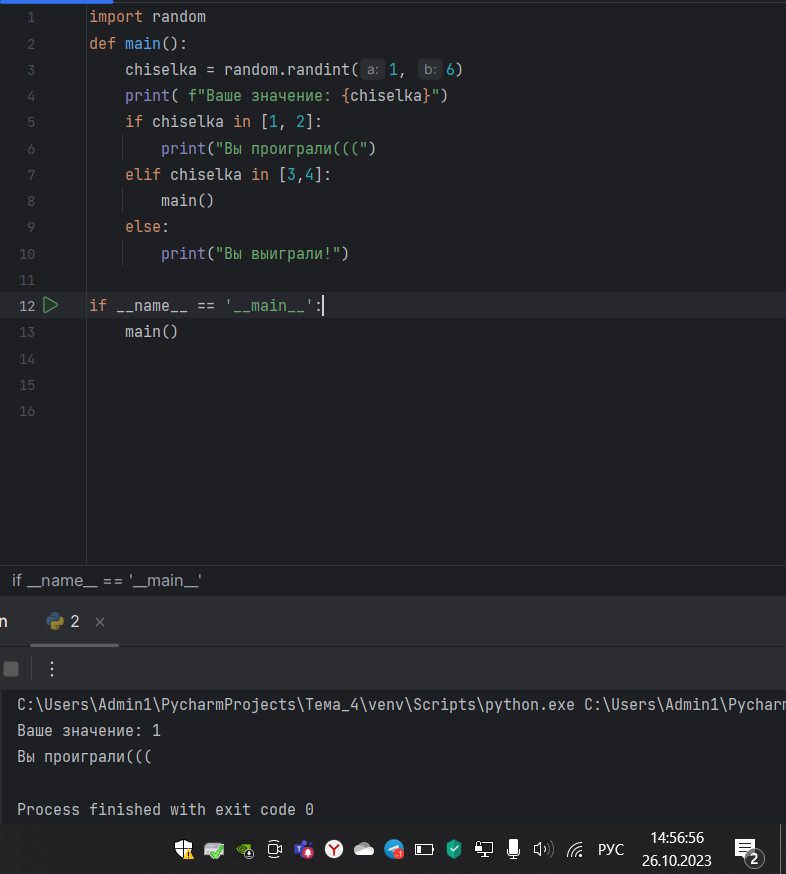 1 import random
2 def main():
3 chiselka = random.randint( a: 1, b: 6)
4 print( f"Ваше значение: {chiselka}")
5 if chiselka in [1, 2]:
6 print("Вы проиграли(((")
7 elif chiselka in [3,4]:
8 main()
9 else:
10 print("Вы выиграли!")
11
12 if __name__ == '__main__':
13 main()
14
15
16
if __name__ == '__main__'
n 2
C:\Users\Admin1\PycharmProjects\Тема_4\venv\Scripts\python.exe C:\Users\Admin1\Pycharm
Ваше значение: 1
Вы проиграли(((
Process finished with exit code 0
РУС 14:56:56
26.10.2023 2